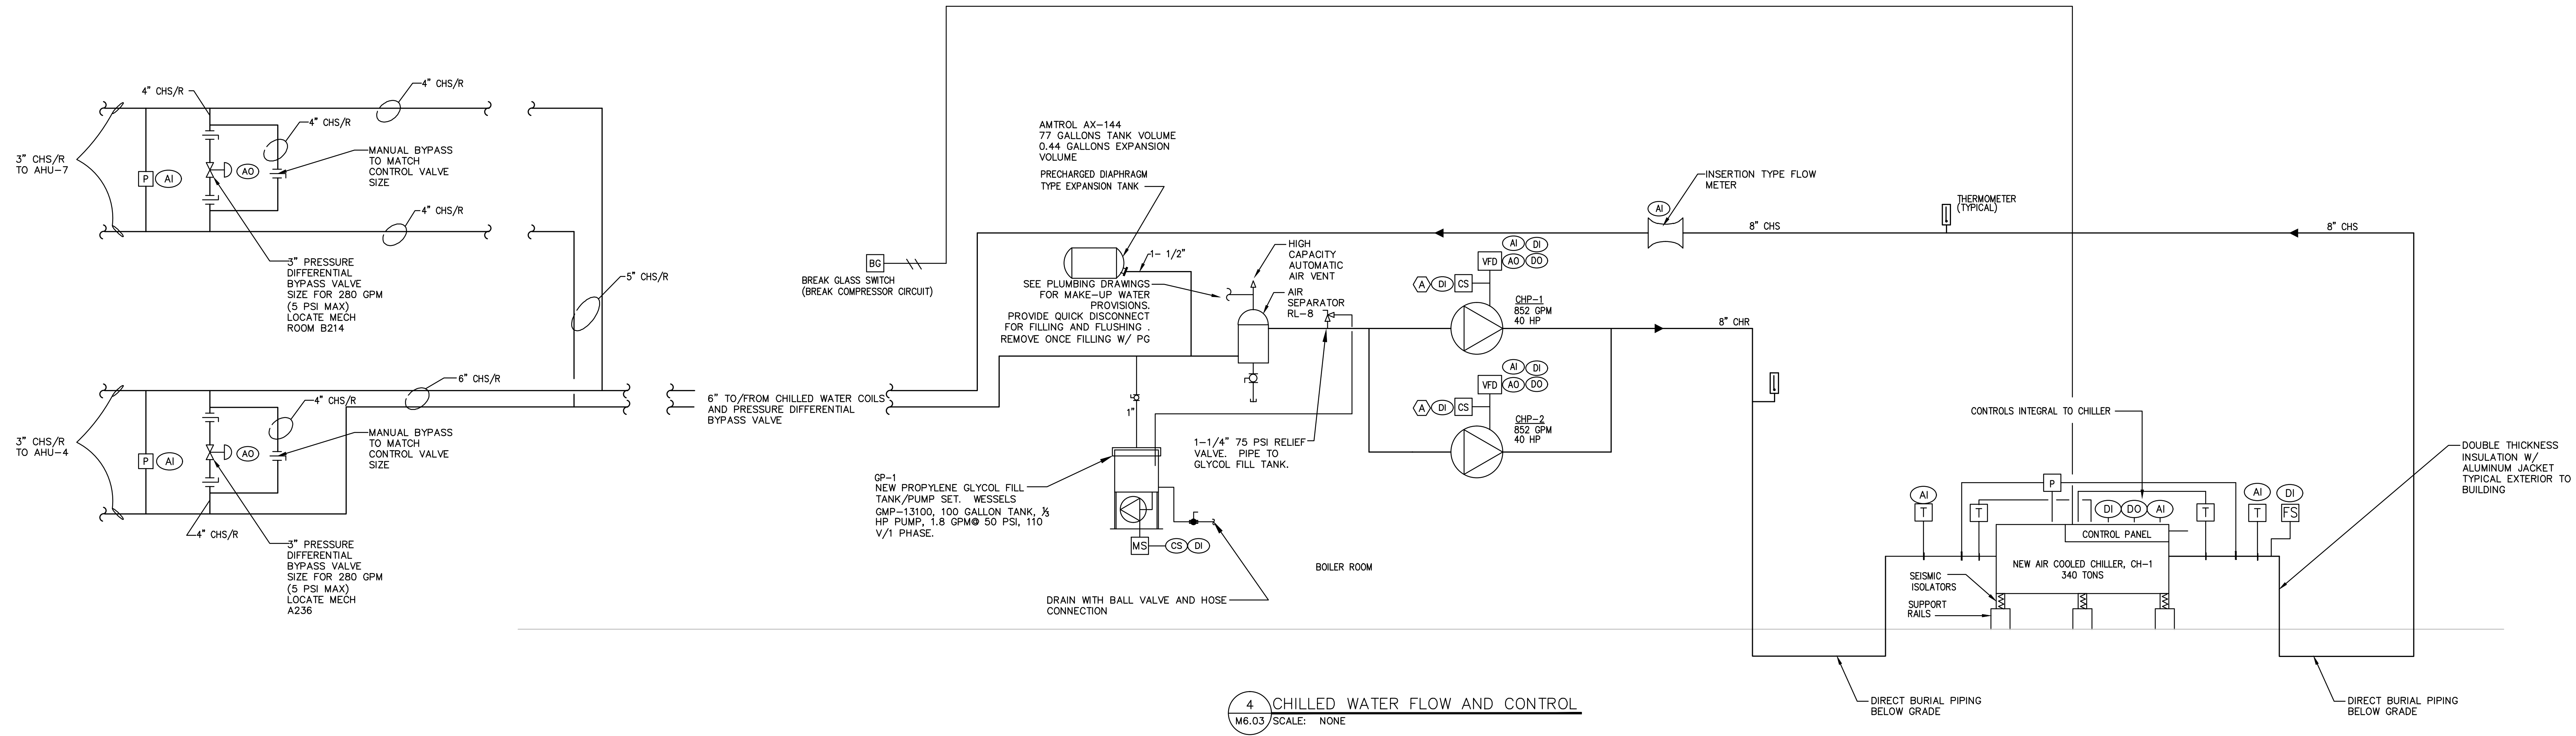 4" CHS/R
4" CHS/R
4" CHS/R
3" CHS/R
TO AHU-7
P
AI
AO
MANUAL BYPASS
TO MATCH
CONTROL VALVE
SIZE
4" CHS/R
3" PRESSURE
DIFFERENTIAL
BYPASS VALVE
SIZE FOR 280 GPM
(5 PSI MAX)
LOCATE MECH
ROOM B214
5" CHS/R
6" CHS/R
4" CHS/R
3" CHS/R
TO AHU-4
P
AI
AO
MANUAL BYPASS
TO MATCH
CONTROL VALVE
SIZE
4" CHS/R
3" PRESSURE
DIFFERENTIAL
BYPASS VALVE
SIZE FOR 280 GPM
(5 PSI MAX)
LOCATE MECH
A236
6" TO/FROM CHILLED WATER COILS
AND PRESSURE DIFFERENTIAL
BYPASS VALVE
BG
BREAK GLASS SWITCH
(BREAK COMPRESSOR CIRCUIT)
AMTROL AX-144
77 GALLONS TANK VOLUME
0.44 GALLONS EXPANSION
VOLUME
PRECHARGED DIAPHRAGM
TYPE EXPANSION TANK
1- 1/2"
SEE PLUMBING DRAWINGS
FOR MAKE-UP WATER
PROVISIONS.
PROVIDE QUICK DISCONNECT
FOR FILLING AND FLUSHING .
REMOVE ONCE FILLING W/ PG
HIGH
CAPACITY
AUTOMATIC
AIR VENT
AIR
SEPARATOR
RL-8
1"
1-1/4" 75 PSI RELIEF
VALVE. PIPE TO
GLYCOL FILL TANK.
GP-1
NEW PROPYLENE GLYCOL FILL
TANK/PUMP SET. WESSELS
GMP-13100, 100 GALLON TANK, ⅓
HP PUMP, 1.8 GPM@ 50 PSI, 110
V/1 PHASE.
MS
CS
DI
DRAIN WITH BALL VALVE AND HOSE
CONNECTION
BOILER ROOM
AI
DI
VFD
AO
DO
A
DI
CS
CHP-1
852 GPM
40 HP
AI
DI
VFD
AO
DO
A
DI
CS
CHP-2
852 GPM
40 HP
AI
INSERTION TYPE FLOW
METER
8" CHS
THERMOMETER
(TYPICAL)
8" CHS
8" CHR
CONTROLS INTEGRAL TO CHILLER
DOUBLE THICKNESS
INSULATION W/
ALUMINUM JACKET
TYPICAL EXTERIOR TO
BUILDING
P
AI
T
T
DI
DO
AI
T
AI
T
DI
FS
CONTROL PANEL
NEW AIR COOLED CHILLER, CH-1
340 TONS
SEISMIC
ISOLATORS
SUPPORT
RAILS
DIRECT BURIAL PIPING
BELOW GRADE
DIRECT BURIAL PIPING
BELOW GRADE
4
M6.03
CHILLED WATER FLOW AND CONTROL
SCALE: NONE